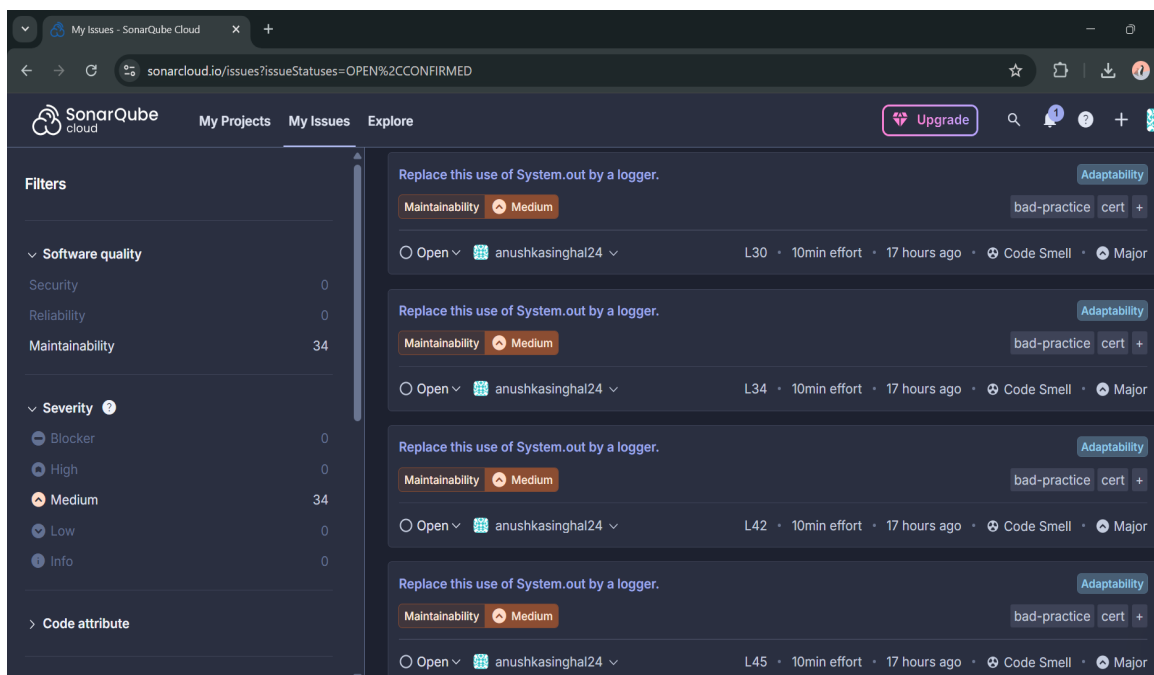 My Issues - SonarQube Cloud
sonarcloud.io/issues?issueStatuses=OPEN%2CCONFIRMED
SonarQube cloud
My Projects My Issues Explore
Upgrade
1
?
Filters
Software quality
Security 0
Reliability 0
Maintainability 34
Severity ?
Blocker 0
High 0
Medium 34
Low 0
Info 0
Code attribute
Replace this use of System.out by a logger. Adaptability
Maintainability Medium bad-practice cert +
Open anushkasinghal24 L30 • 10min effort • 17 hours ago • Code Smell • Major
Replace this use of System.out by a logger. Adaptability
Maintainability Medium bad-practice cert +
Open anushkasinghal24 L34 • 10min effort • 17 hours ago • Code Smell • Major
Replace this use of System.out by a logger. Adaptability
Maintainability Medium bad-practice cert +
Open anushkasinghal24 L42 • 10min effort • 17 hours ago • Code Smell • Major
Replace this use of System.out by a logger. Adaptability
Maintainability Medium bad-practice cert +
Open anushkasinghal24 L45 • 10min effort • 17 hours ago • Code Smell • Major